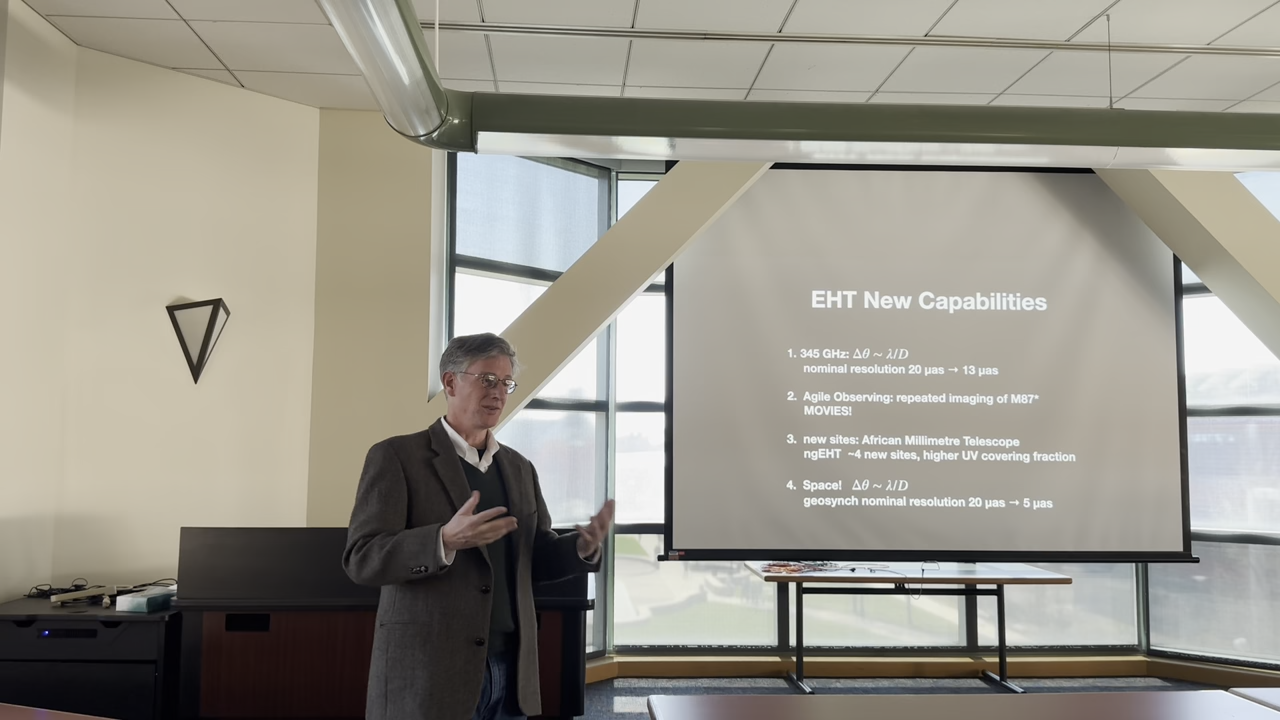 EHT New Capabilities
1. 345 GHz: Δθ ~ λ/D
nominal resolution 20 μas → 13 μas
2. Agile Observing: repeated imaging of M87*
MOVIES!
3. new sites: African Millimetre Telescope
ngEHT ~4 new sites, higher UV covering fraction
4. Space! Δθ ~ λ/D
geosynch nominal resolution 20 μas → 5 μas